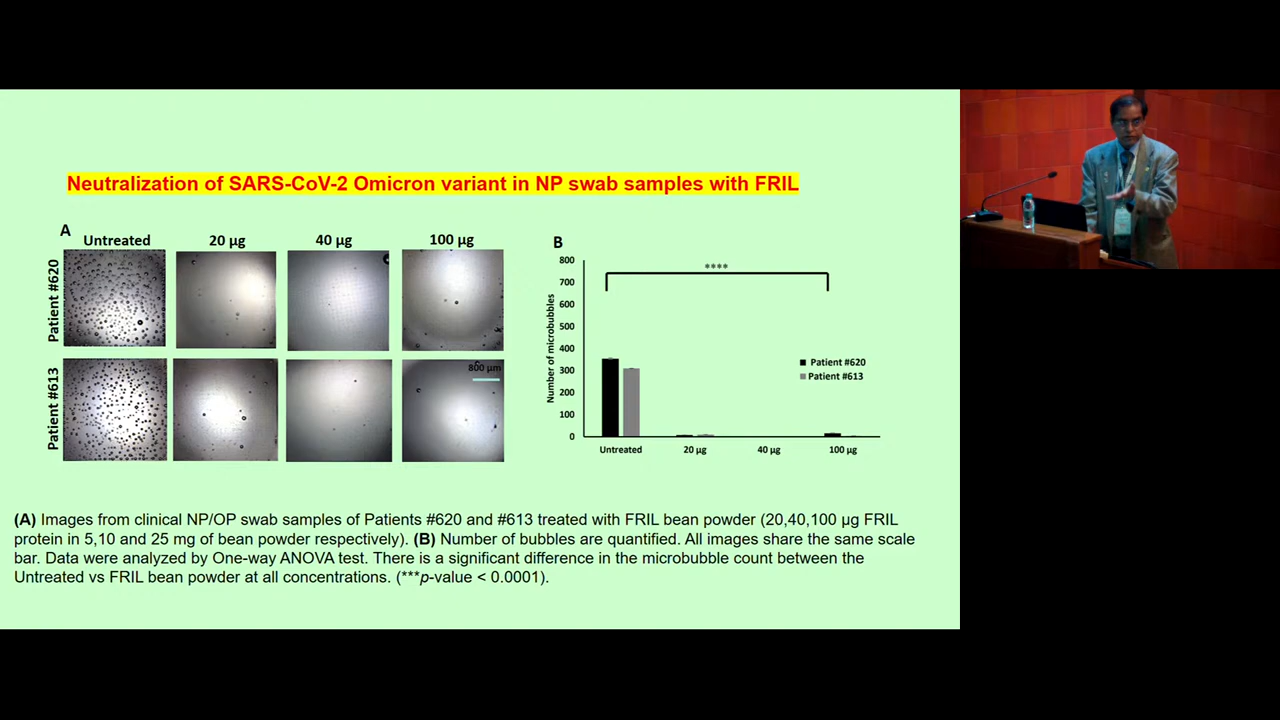 Neutralization of SARS-CoV-2 Omicron variant in NP swab samples with FRIL
A
Untreated
20 µg
40 µg
100 µg
Patient #620
Patient #613
800 µm
B
****
Number of microbubbles
800
700
600
500
400
300
200
100
0
Untreated
20 µg
40 µg
100 µg
Patient #620
Patient #613
(A) Images from clinical NP/OP swab samples of Patients #620 and #613 treated with FRIL bean powder (20,40,100 µg FRIL
protein in 5,10 and 25 mg of bean powder respectively). (B) Number of bubbles are quantified. All images share the same scale
bar. Data were analyzed by One-way ANOVA test. There is a significant difference in the microbubble count between the
Untreated vs FRIL bean powder at all concentrations. (***p-value < 0.0001).